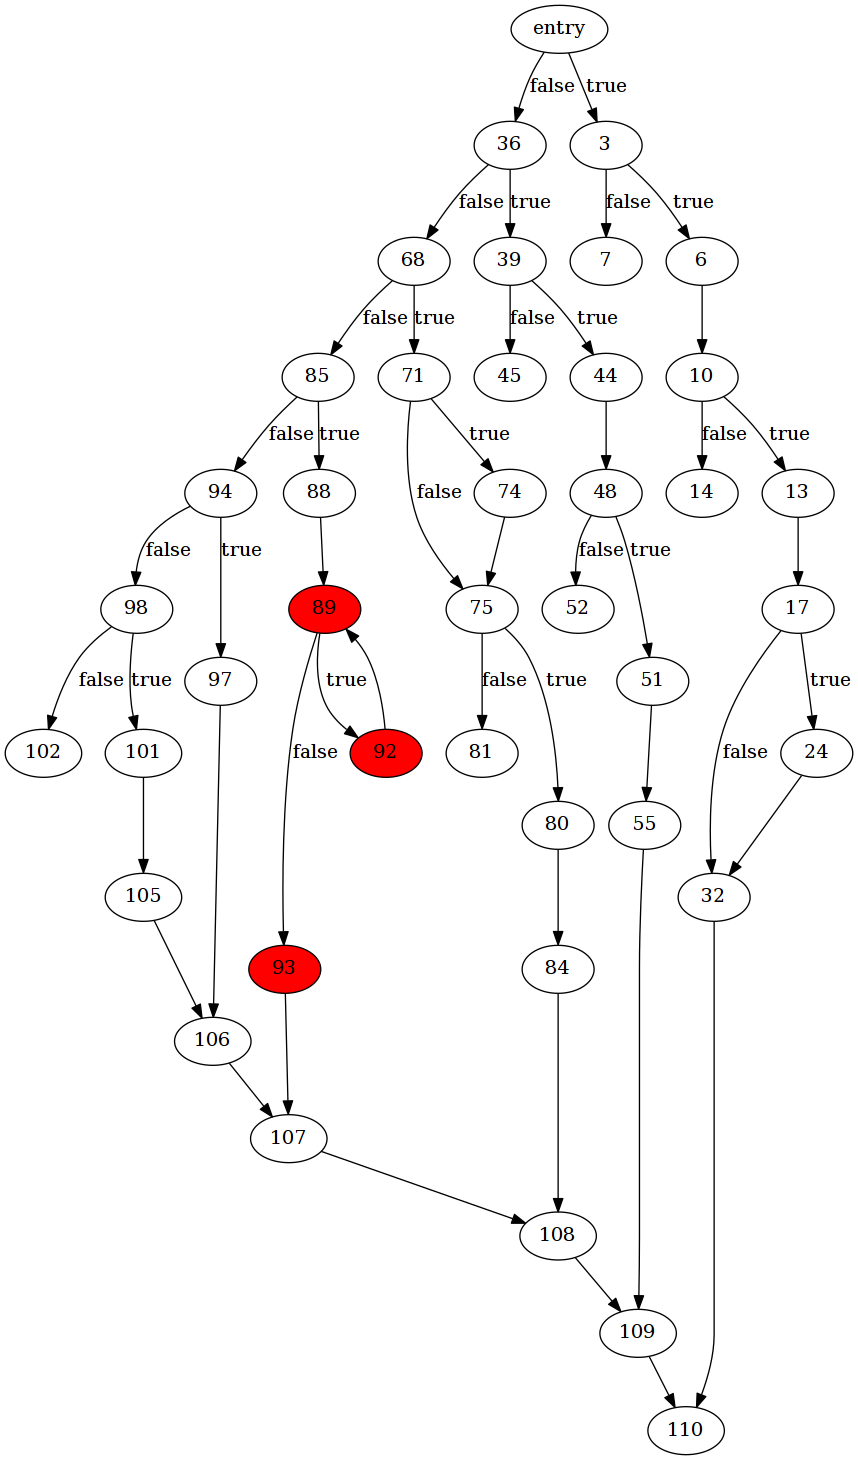 entry
false true
36 3
false true false true
68 39 7 6
false true false true
85 71 45 44 10
false true true false true
94 88 false 74 48 14 13
false true false true
98 89 75 52 17
false true true false true 51 true
97
102 101 false 92 81 false 24
80 55
105 32
93 84
106
107
108
109
110